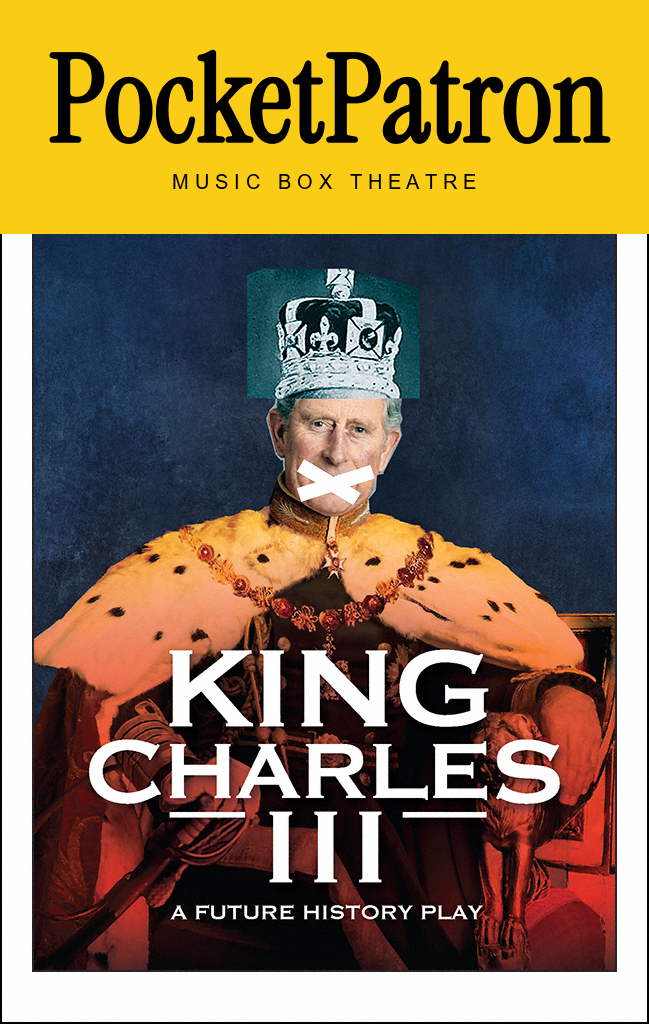 PocketPatron
MUSIC BOX THEATRE
KING
CHARLES
III
A FUTURE HISTORY PLAY